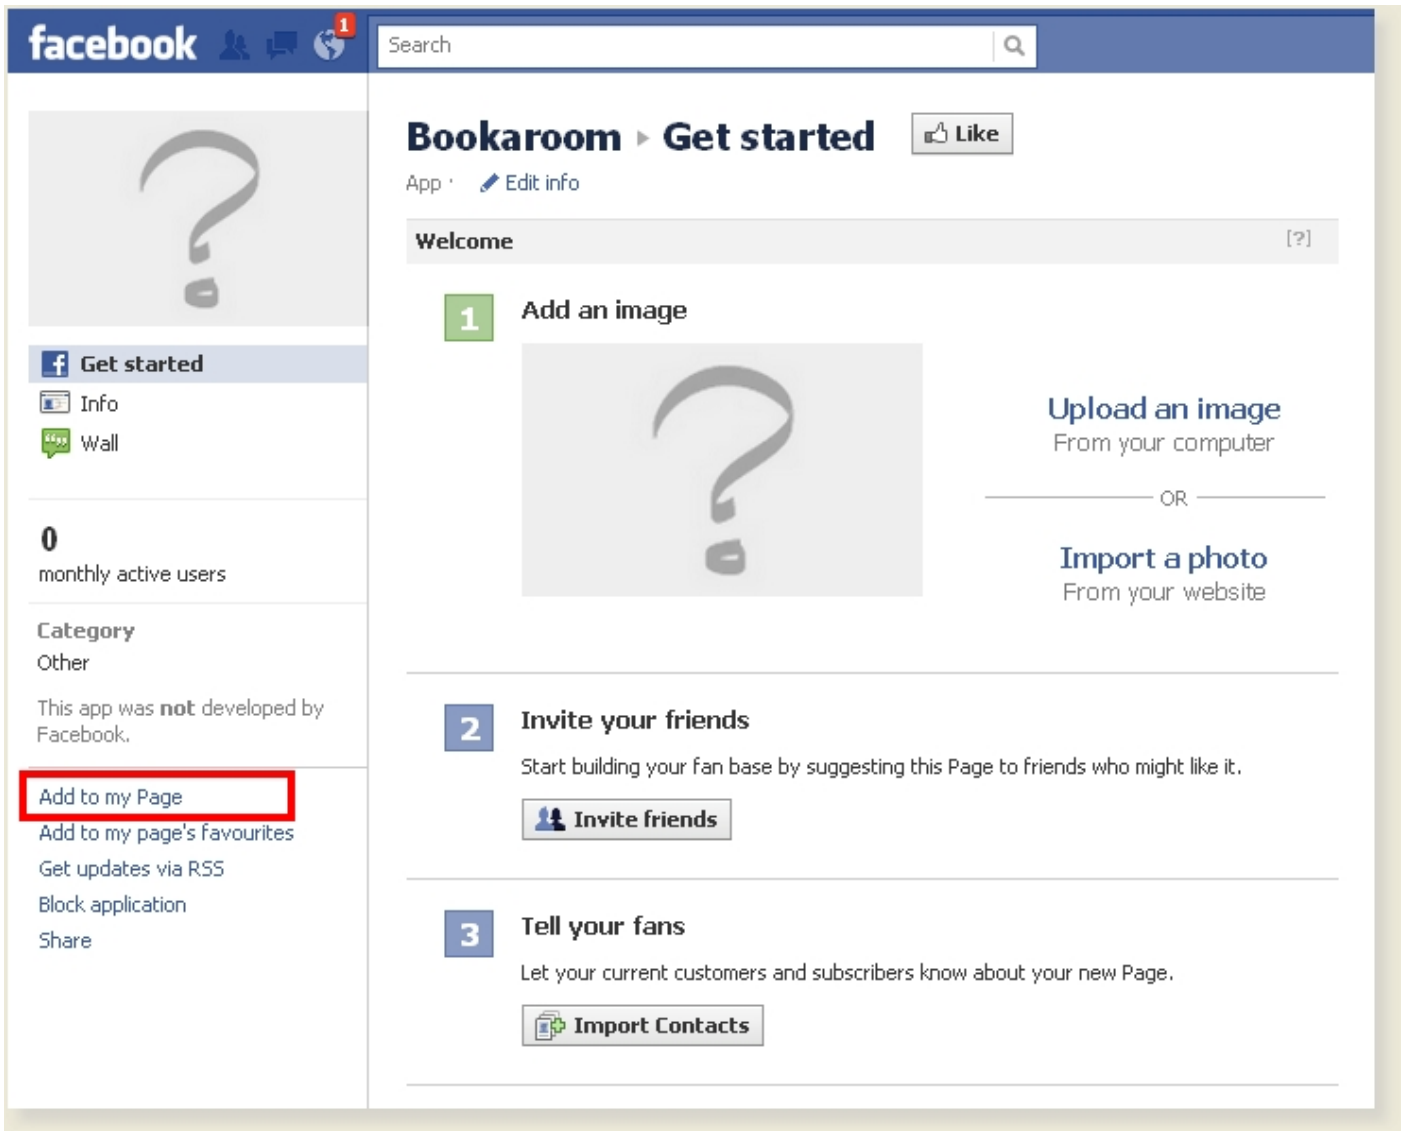 facebook
1
Search
Bookaroom ▸ Get started
Like
App ·
Edit info
Welcome
[?]
Get started
Info
Wall
0
monthly active users
Category
Other
This app was not developed by
Facebook.
Add to my Page
Add to my page's favourites
Get updates via RSS
Block application
Share
1
Add an image
Upload an image
From your computer
OR
Import a photo
From your website
2
Invite your friends
Start building your fan base by suggesting this Page to friends who might like it.
Invite friends
3
Tell your fans
Let your current customers and subscribers know about your new Page.
Import Contacts